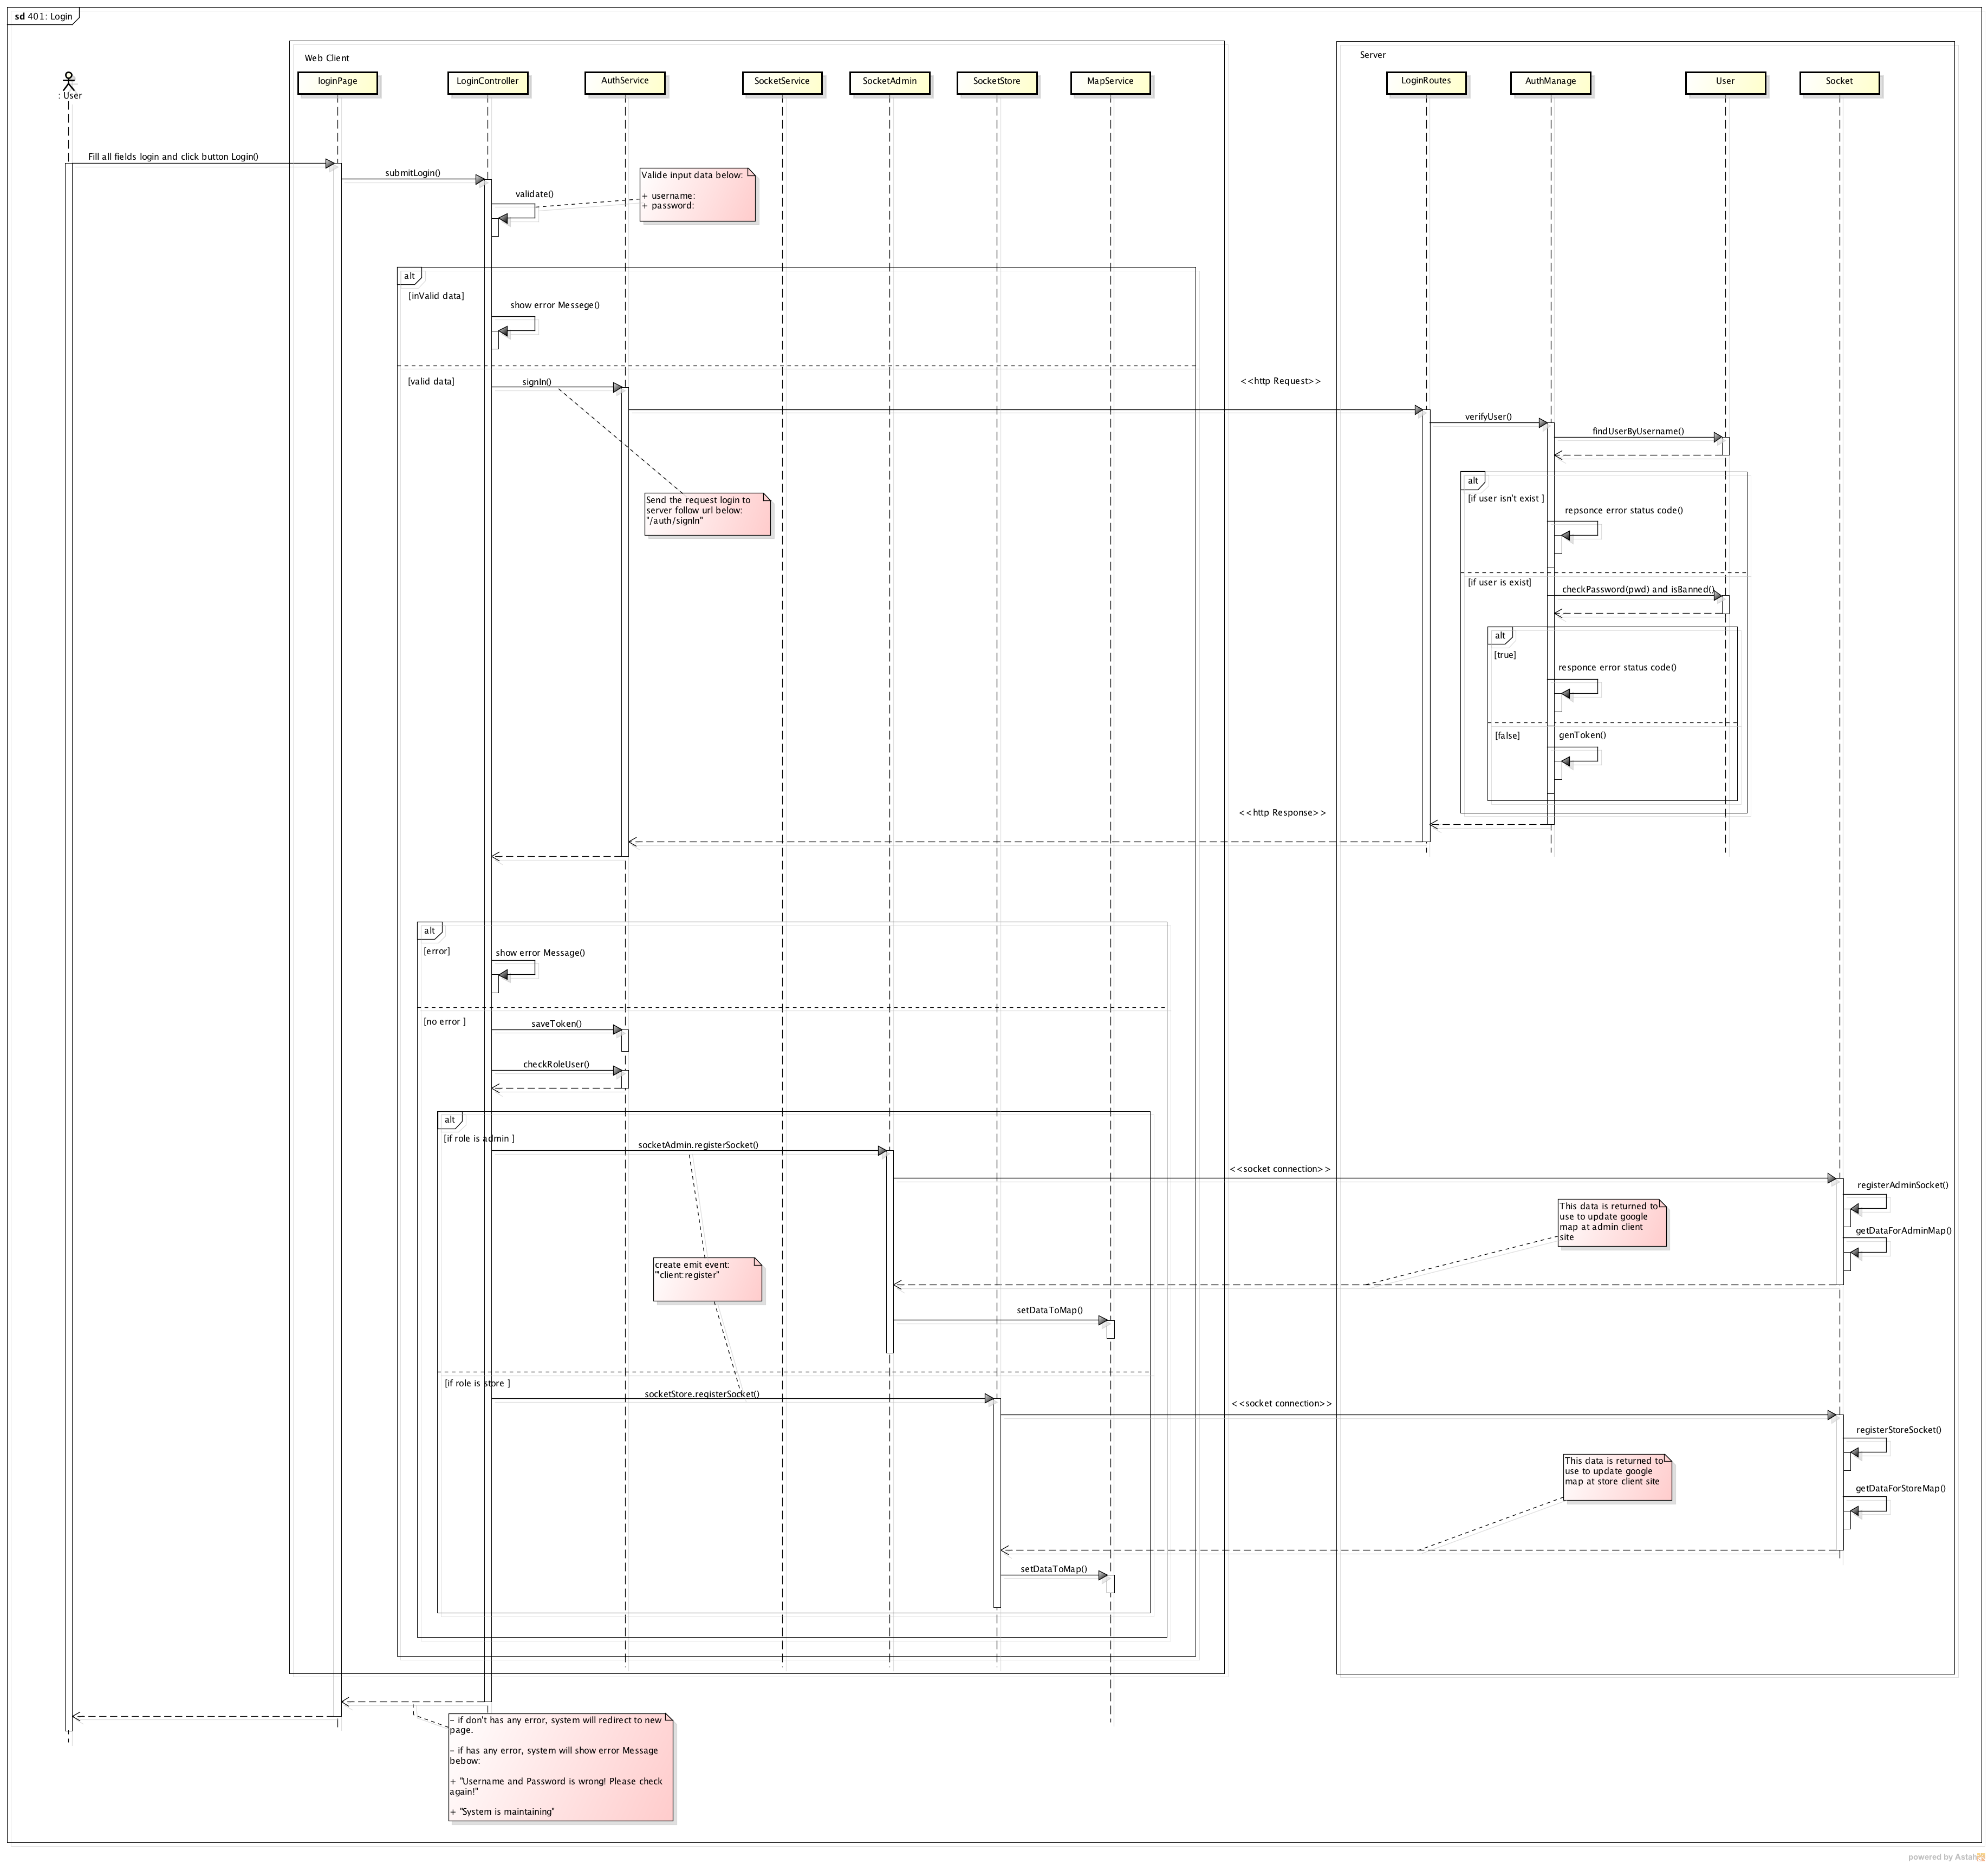 sd 401: Login
Web Client
Server
: User
loginPage
LoginController
AuthService
SocketService
SocketAdmin
SocketStore
MapService
LoginRoutes
AuthManage
User
Socket
Fill all fields login and click button Login()
submitLogin()
validate()
Valide input data below:
+ username:
+ password:
alt
[inValid data]
show error Messege()
[valid data]
signIn()
<<http Request>>
verifyUser()
findUserByUsername()
Send the request login to
server follow url below:
"/auth/signIn"
alt
[if user isn't exist ]
repsonce error status code()
[if user is exist]
checkPassword(pwd) and isBanned()
alt
[true]
responce error status code()
[false]
genToken()
<<http Response>>
alt
[error]
show error Message()
[no error ]
saveToken()
checkRoleUser()
alt
[if role is admin ]
socketAdmin.registerSocket()
<<socket connection>>
registerAdminSocket()
This data is returned to
use to update google
map at admin client
site
getDataForAdminMap()
create emit event:
'"client:register"
setDataToMap()
[if role is store ]
socketStore.registerSocket()
<<socket connection>>
registerStoreSocket()
This data is returned to
use to update google
map at store client site
getDataForStoreMap()
setDataToMap()
- if don't has any error, system will redirect to new
page.
- if has any error, system will show error Message
bebow:
+ "Username and Password is wrong! Please check
again!"
+ "System is maintaining"
powered by Astah